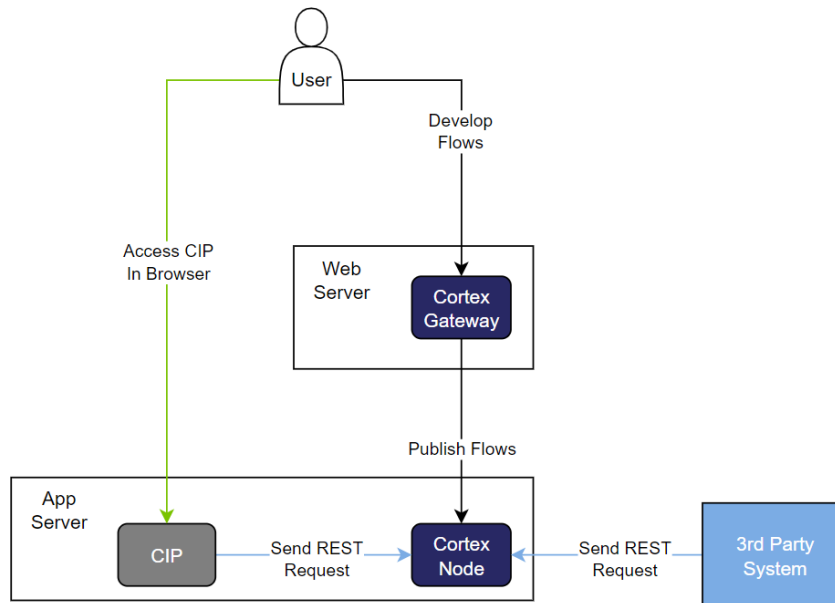 User
Develop
Flows
Access CIP
In Browser
Web
Server
Cortex
Gateway
Publish Flows
App
Server
CIP
Send REST
Request
Cortex
Node
Send REST
Request
3rd Party
System